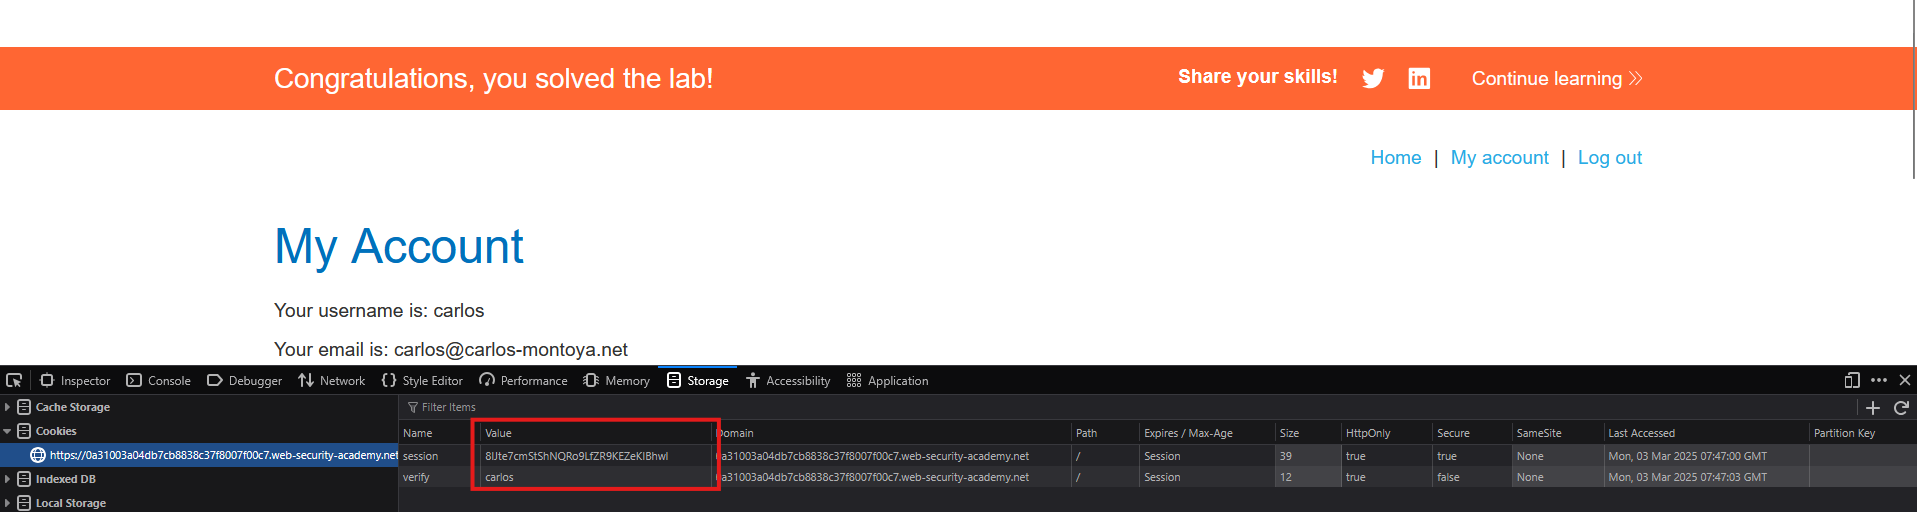 Congratulations, you solved the lab!
Share your skills!
Continue learning
Home | My account | Log out
My Account
Your username is: carlos
Your email is: carlos@carlos-montoya.net
Inspector Console Debugger Network Style Editor Performance Memory Storage Accessibility Application
Cache Storage
Cookies
https://0a31003a04db7cb8838c37f8007f00c7.web-security-academy.net
Indexed DB
Local Storage
Filter Items
Name Value Domain Path Expires / Max-Age Size HttpOnly Secure SameSite Last Accessed Partition Key
session 0a31003a04db7cb8838c37f8007f00c7.web-security-academy.net / Session 39 true true None Mon, 03 Mar 2025 07:47:00 GMT
verify carlos 0a31003a04db7cb8838c37f8007f00c7.web-security-academy.net / Session 12 true false None Mon, 03 Mar 2025 07:47:03 GMT